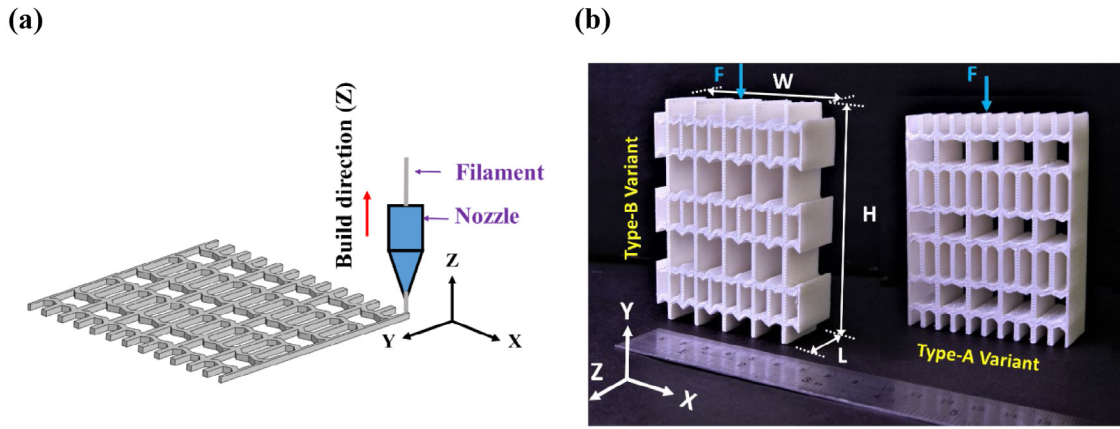 (a)
Build direction (Z)
Filament
Nozzle
Z
Y
X
(b)
F
W
F
Type-B Variant
H
Y
L
Type-A Variant
Z
X